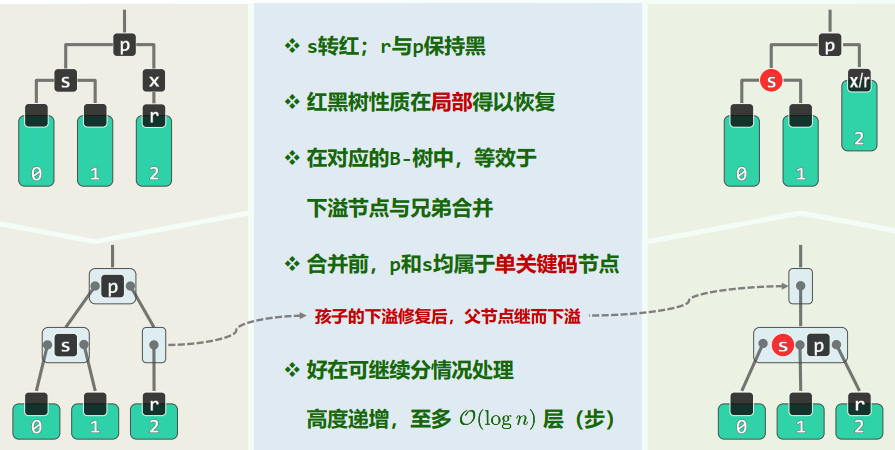 p
s
x
r
0
1
2
p
s
r
0
1
2
❖ s转红；r与p保持黑
❖ 红黑树性质在局部得以恢复
❖ 在对应的B-树中，等效于
下溢节点与兄弟合并
❖ 合并前，p和s均属于单关键码节点
孩子的下溢修复后，父节点继而下溢
❖ 好在可继续分情况处理
高度递增，至多 O(log n) 层（步）
p
s
x/r
0
1
2
s p
r
0
1
2